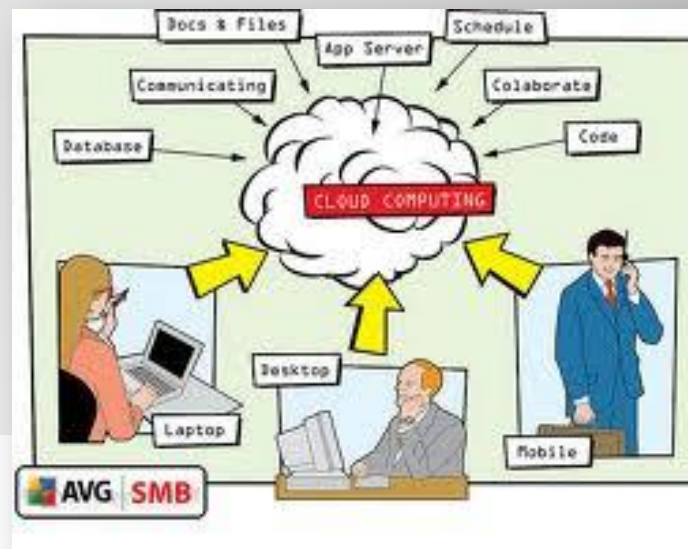 Docs & Files
App Server
Schedule
Communicating
Colaborate
Database
Code
CLOUD COMPUTING
Desktop
Laptop
Mobile
AVG SMB